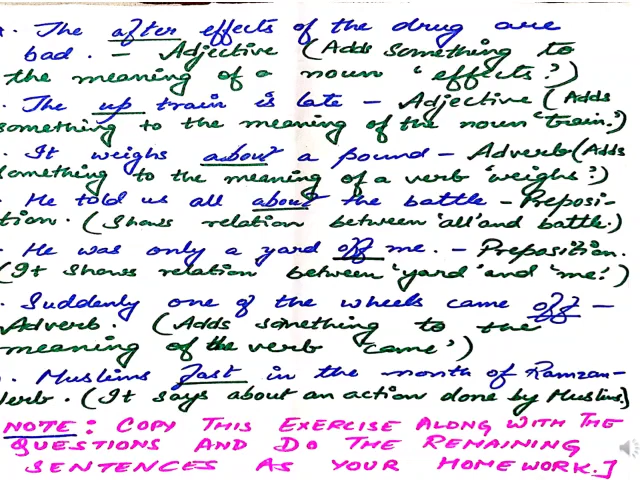 . The after effects of the drug are
bad. – Adjective (Adds something to
the meaning of a noun 'effects')
. The up train is late – Adjective (Adds
something to the meaning of the noun 'train.')
. It weighs about a pound – Adverb (Adds
something to the meaning of a verb 'weighs')
. He told us all about the battle – Preposi-
tion. (Shows relation between 'all' and battle.)
. He was only a yard off me. – Preposition.
(It shows relation between 'yard' and 'me.')
. Suddenly one of the wheels came off –
Adverb. (Adds something to the
meaning of the verb 'came')
. Muslims fast in the month of Ramzan–
Verb. (It says about an action done by Muslims)
NOTE: COPY THIS EXERCISE ALONG WITH THE
QUESTIONS AND DO THE REMAINING
SENTENCES AS YOUR HOMEWORK.]